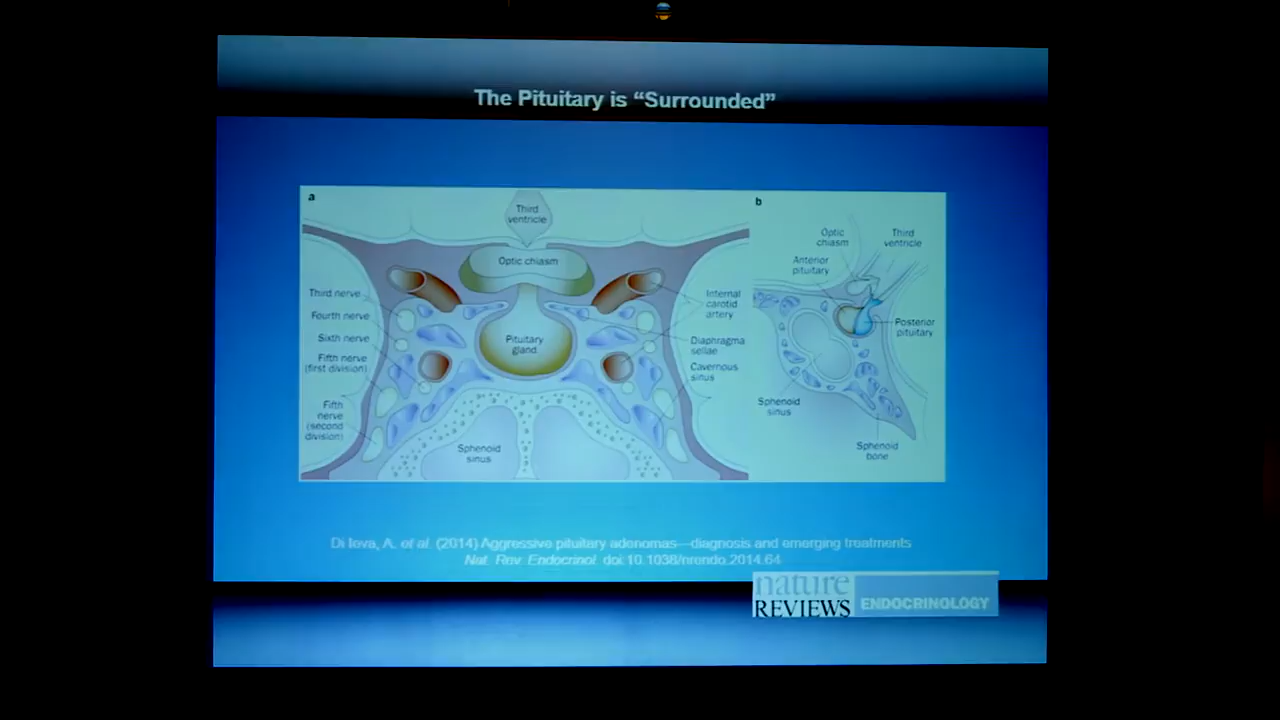 The Pituitary is “Surrounded”
a
Third
ventricle
Optic chiasm
Third nerve
Fourth nerve
Sixth nerve
Fifth nerve
(first division)
Fifth
nerve
(second
division)
Pituitary
gland
Internal
carotid
artery
Diaphragma
sellae
Cavernous
sinus
Sphenoid
sinus
b
Optic
chiasm
Third
ventricle
Anterior
pituitary
Posterior
pituitary
Sphenoid
sinus
Sphenoid
bone
Di Ieva, A. et al. (2014) Aggressive pituitary adenomas—diagnosis and emerging treatments
Nat. Rev. Endocrinol. doi:10.1038/nrendo.2014.64
nature
REVIEWS ENDOCRINOLOGY